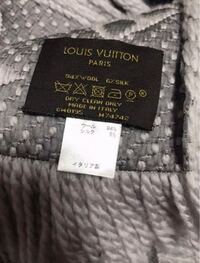 LOUIS VUITTON
PARIS
94%WOOL 6%SILK
DRY CLEAN ONLY
MADE IN ITALY
ウール 94%
シルク 6%
イタリア製